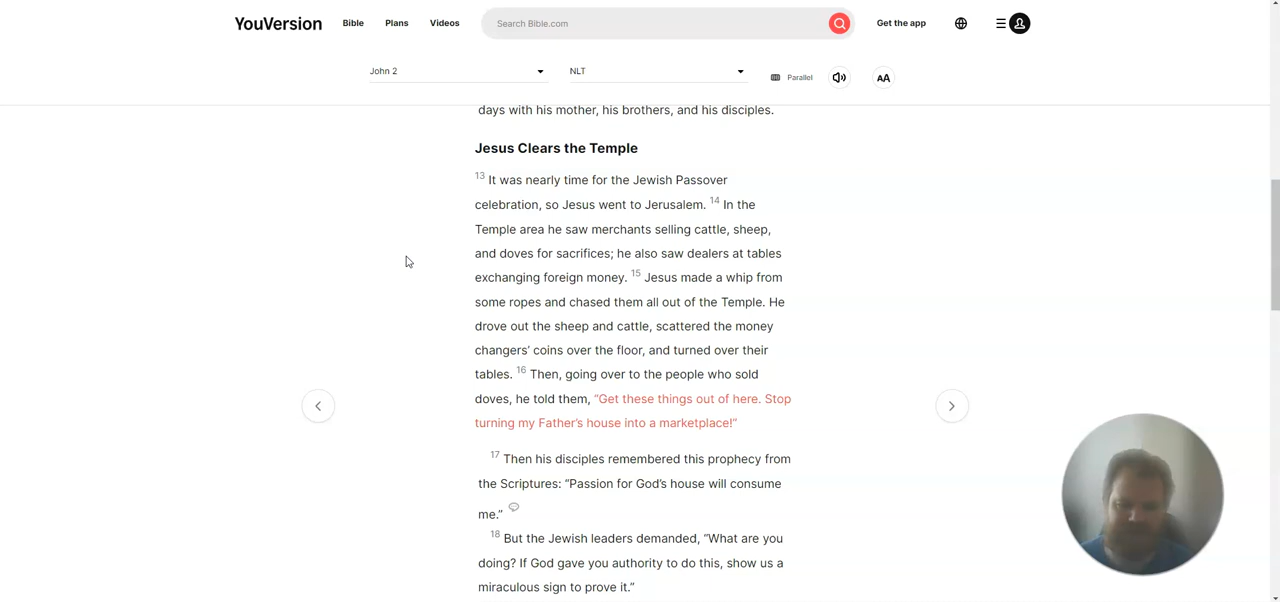 YouVersion Bible Plans Videos Search Bible.com Get the app
John 2 NLT Parallel AA
days with his mother, his brothers, and his disciples.
Jesus Clears the Temple
13 It was nearly time for the Jewish Passover
celebration, so Jesus went to Jerusalem. 14 In the
Temple area he saw merchants selling cattle, sheep,
and doves for sacrifices; he also saw dealers at tables
exchanging foreign money. 15 Jesus made a whip from
some ropes and chased them all out of the Temple. He
drove out the sheep and cattle, scattered the money
changers’ coins over the floor, and turned over their
tables. 16 Then, going over to the people who sold
doves, he told them, “Get these things out of here. Stop
turning my Father’s house into a marketplace!”
17 Then his disciples remembered this prophecy from
the Scriptures: “Passion for God’s house will consume
me.”
18 But the Jewish leaders demanded, “What are you
doing? If God gave you authority to do this, show us a
miraculous sign to prove it.”